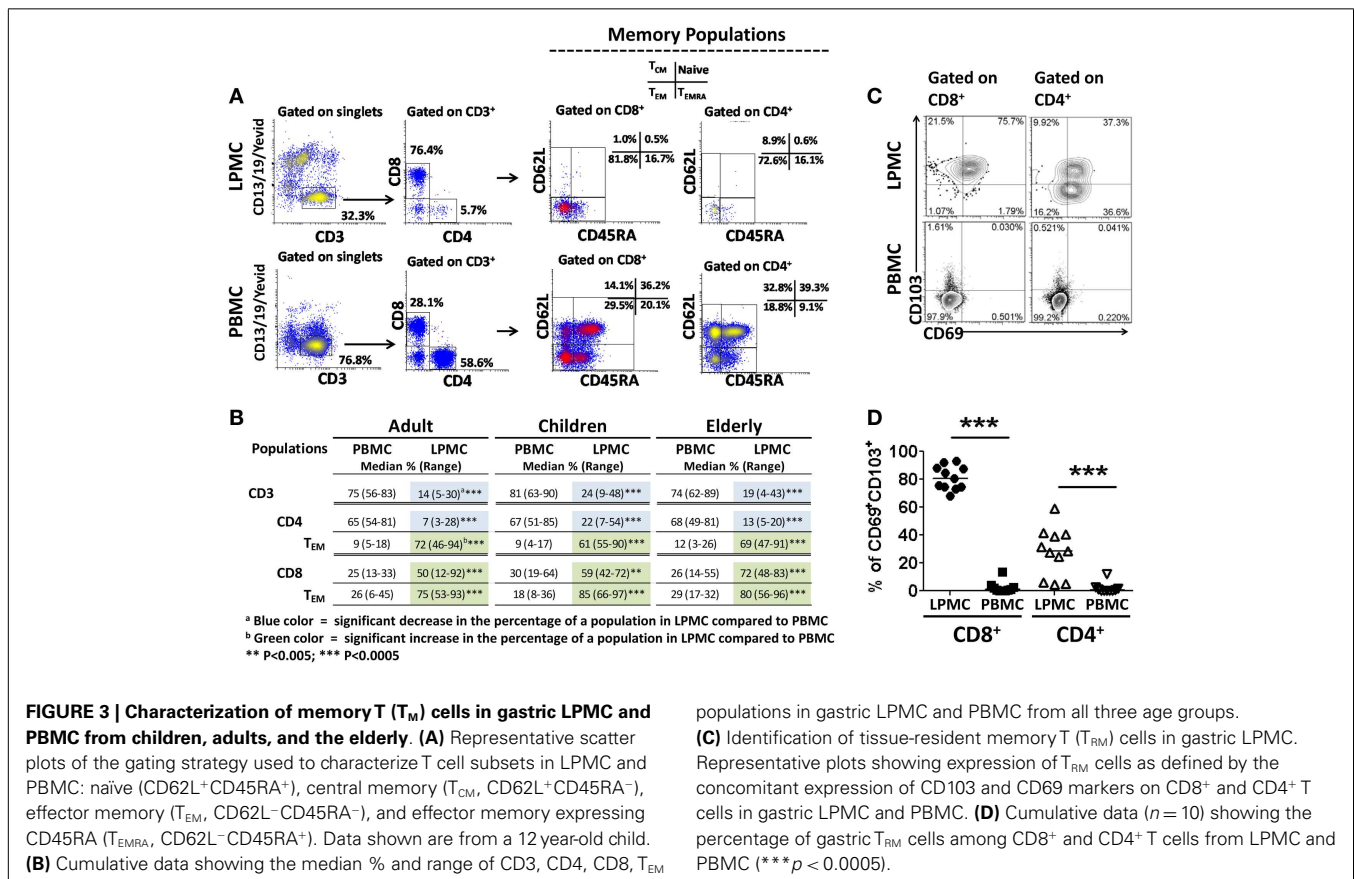 Memory Populations
T_CM Naive
T_EM T_EMRA
A
Gated on singlets
Gated on CD3⁺
Gated on CD8⁺
Gated on CD4⁺
LPMC
CD13/19/Yevid
32.3%
CD3
CD8
76.4%
5.7%
CD4
CD62L
1.0% 0.5%
81.8% 16.7%
CD45RA
CD62L
8.9% 0.6%
72.6% 16.1%
CD45RA
Gated on singlets
Gated on CD3⁺
Gated on CD8⁺
Gated on CD4⁺
PBMC
CD13/19/Yevid
76.8%
CD3
CD8
28.1%
58.6%
CD4
CD62L
14.1% 36.2%
29.5% 20.1%
CD45RA
CD62L
32.8% 39.3%
18.8% 9.1%
CD45RA
C
Gated on CD8⁺
Gated on CD4⁺
LPMC
21.5% 75.7%
1.07% 1.79%
9.92% 37.3%
16.2% 36.6%
PBMC
1.61% 0.030%
97.9% 0.501%
0.521% 0.041%
99.2% 0.220%
CD103
CD69
B
Adult Children Elderly
Populations PBMC LPMC PBMC LPMC PBMC LPMC
Median % (Range) Median % (Range) Median % (Range)
CD3 75 (56-83) 14 (5-30)ᵃ*** 81 (63-90) 24 (9-48)*** 74 (62-89) 19 (4-43)***
CD4 65 (54-81) 7 (3-28)*** 67 (51-85) 22 (7-54)*** 68 (49-81) 13 (5-20)***
T_EM 9 (5-18) 72 (46-94)ᵇ*** 9 (4-17) 61 (55-90)*** 12 (3-26) 69 (47-91)***
CD8 25 (13-33) 50 (12-92)*** 30 (19-64) 59 (42-72)** 26 (14-55) 72 (48-83)***
T_EM 26 (6-45) 75 (53-93)*** 18 (8-36) 85 (66-97)*** 29 (17-32) 80 (56-96)***
ᵃ Blue color = significant decrease in the percentage of a population in LPMC compared to PBMC
ᵇ Green color = significant increase in the percentage of a population in LPMC compared to PBMC
** P<0.005; *** P<0.0005
D
% of CD69⁺CD103⁺
100
80
60
40
20
0
***
***
LPMC PBMC LPMC PBMC
CD8⁺ CD4⁺
FIGURE 3 | Characterization of memory T (T_M) cells in gastric LPMC and
PBMC from children, adults, and the elderly. (A) Representative scatter
plots of the gating strategy used to characterize T cell subsets in LPMC and
PBMC: naïve (CD62L⁺CD45RA⁺), central memory (T_CM, CD62L⁺CD45RA⁻),
effector memory (T_EM, CD62L⁻CD45RA⁻), and effector memory expressing
CD45RA (T_EMRA, CD62L⁻CD45RA⁺). Data shown are from a 12 year-old child.
(B) Cumulative data showing the median % and range of CD3, CD4, CD8, T_EM
populations in gastric LPMC and PBMC from all three age groups.
(C) Identification of tissue-resident memory T (T_RM) cells in gastric LPMC.
Representative plots showing expression of T_RM cells as defined by the
concomitant expression of CD103 and CD69 markers on CD8⁺ and CD4⁺ T
cells in gastric LPMC and PBMC. (D) Cumulative data (n = 10) showing the
percentage of gastric T_RM cells among CD8⁺ and CD4⁺ T cells from LPMC and
PBMC (***p < 0.0005).